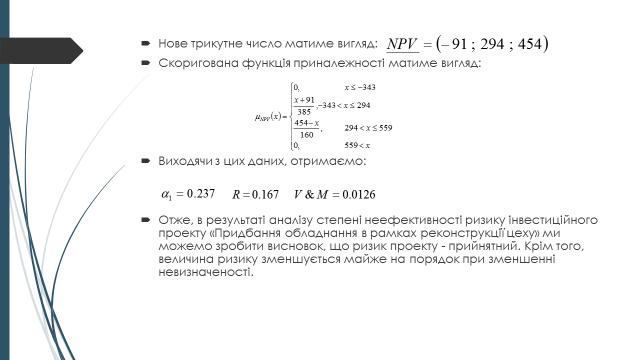 Нове трикутне число матиме вигляд: NPV = (– 91 ; 294 ; 454)
Скоригована функція приналежності матиме вигляд:
0, x ≤ −343
x + 91
385 , −343 < x ≤ 294
μNPV(x) =
454 − x
160 , 294 < x ≤ 559
0, 559 < x
Виходячи з цих даних, отримаємо:
α1 = 0.237 R = 0.167 V & M = 0.0126
Отже, в результаті аналізу степені неефективності ризику інвестиційного
проекту «Придбання обладнання в рамках реконструкції цеху» ми
можемо зробити висновок, що ризик проекту - прийнятний. Крім того,
величина ризику зменшується майже на порядок при зменшенні
невизначеності.